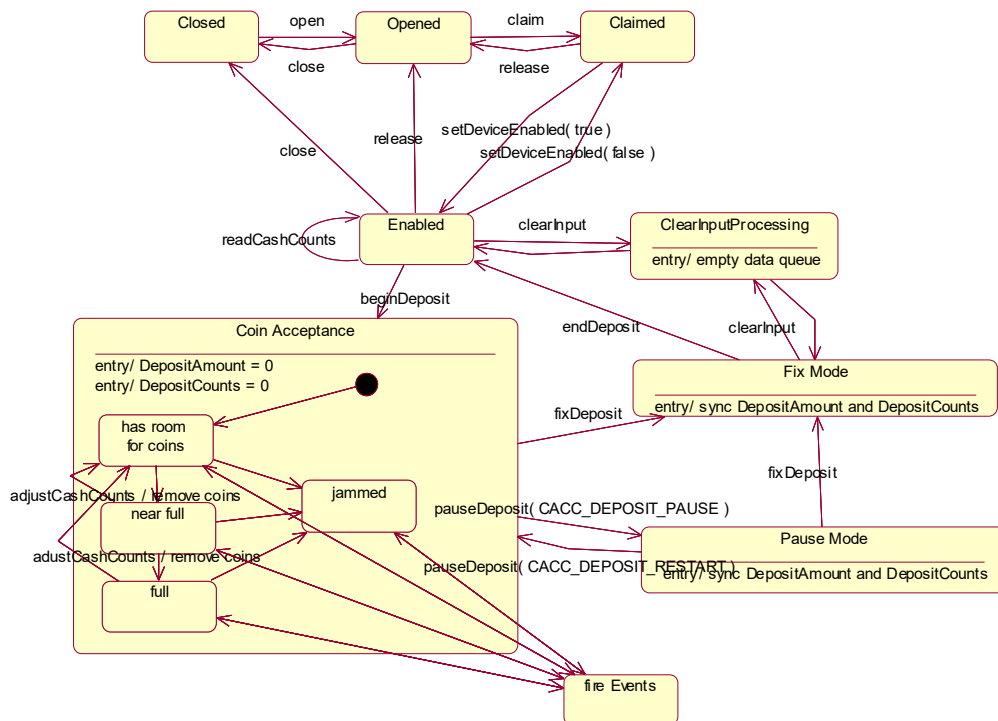 Closed
open
Opened
claim
Claimed
close
release
setDeviceEnabled( true )
close
release
setDeviceEnabled( false )
Enabled
readCashCounts
clearInput
ClearInputProcessing
entry/ empty data queue
beginDeposit
endDeposit
clearInput
Coin Acceptance
entry/ DepositAmount = 0
entry/ DepositCounts = 0
Fix Mode
entry/ sync DepositAmount and DepositCounts
fixDeposit
has room
for coins
fixDeposit
jammed
adjustCashCounts / remove coins
near full
pauseDeposit( CACC_DEPOSIT_PAUSE )
Pause Mode
entry/ sync DepositAmount and DepositCounts
adustCashCounts / remove coins
pauseDeposit( CACC_DEPOSIT_RESTART )
full
fire Events